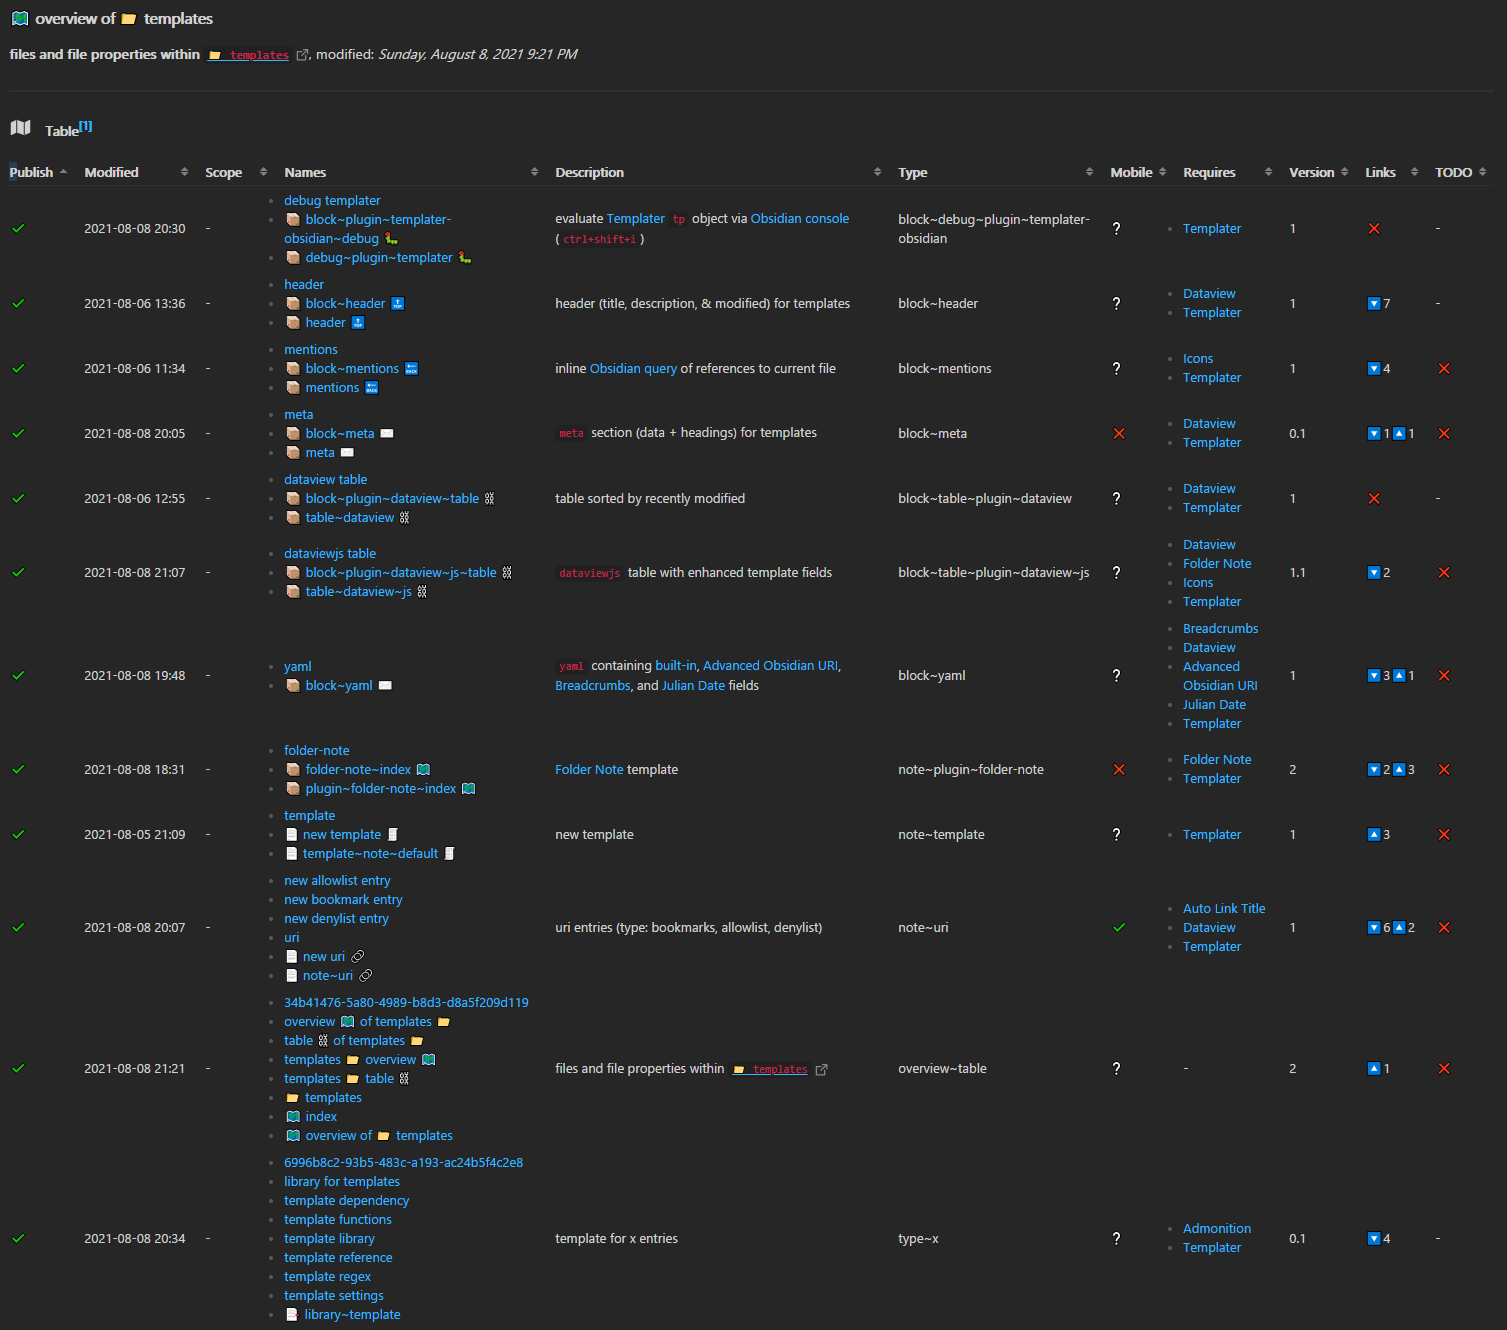 overview of templates
files and file properties within templates, modified: Sunday, August 8, 2021 9:21 PM
Table[1]
Publish Modified Scope Names Description Type Mobile Requires Version Links TODO
2021-08-08 20:30 -
debug templater
block~plugin~templater-
obsidian~debug
debug~plugin~templater
evaluate Templater tp object via Obsidian console
(ctrl+shift+i)
block~debug~plugin~templater-
obsidian
?
Templater
1
-
2021-08-06 13:36 -
header
block~header
header
header (title, description, & modified) for templates
block~header
?
Dataview
Templater
1
7
-
2021-08-06 11:34 -
mentions
block~mentions
mentions
inline Obsidian query of references to current file
block~mentions
?
Icons
Templater
1
4
2021-08-08 20:05 -
meta
block~meta
meta
meta section (data + headings) for templates
block~meta
Dataview
Templater
0.1
1 1
2021-08-06 12:55 -
dataview table
block~plugin~dataview~table
table~dataview
table sorted by recently modified
block~table~plugin~dataview
?
Dataview
Templater
1
-
2021-08-08 21:07 -
dataviewjs table
block~plugin~dataview~js~table
table~dataview~js
dataviewjs table with enhanced template fields
block~table~plugin~dataview~js
?
Dataview
Folder Note
Icons
Templater
1.1
2
2021-08-08 19:48 -
yaml
block~yaml
yaml containing built-in, Advanced Obsidian URI,
Breadcrumbs, and Julian Date fields
block~yaml
?
Breadcrumbs
Dataview
Advanced
Obsidian URI
Julian Date
Templater
1
3 1
2021-08-08 18:31 -
folder-note
folder-note~index
plugin~folder-note~index
Folder Note template
note~plugin~folder-note
Folder Note
Templater
2
2 3
2021-08-05 21:09 -
template
new template
template~note~default
new template
note~template
?
Templater
1
3
2021-08-08 20:07 -
new allowlist entry
new bookmark entry
new denylist entry
uri
new uri
note~uri
uri entries (type: bookmarks, allowlist, denylist)
note~uri
Auto Link Title
Dataview
Templater
1
6 2
2021-08-08 21:21 -
34b41476-5a80-4989-b8d3-d8a5f209d119
overview of templates
table of templates
templates overview
templates table
templates
index
overview of templates
files and file properties within templates
overview~table
?
-
2
1
2021-08-08 20:34 -
6996b8c2-93b5-483c-a193-ac24b5f4c2e8
library for templates
template dependency
template functions
template library
template reference
template regex
template settings
library~template
template for x entries
type~x
?
Admonition
Templater
0.1
4
-